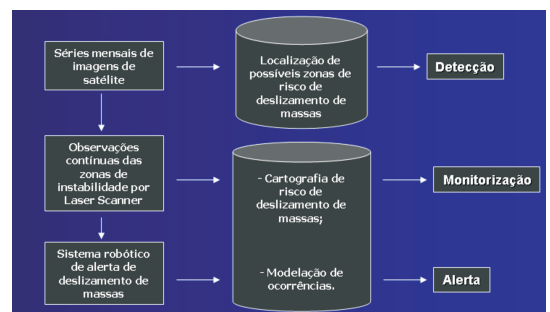 Séries mensais de
imagens de
satélite
Localização de
possíveis zonas de
risco de
deslizamento de
massas
Detecção
Observações
contínuas das
zonas de
instabilidade por
Laser Scanner
- Cartografia de
risco de
deslizamento de
massas;
Monitorização
Sistema robótico
de alerta de
deslizamento de
massas
- Modelação de
ocorrências.
Alerta